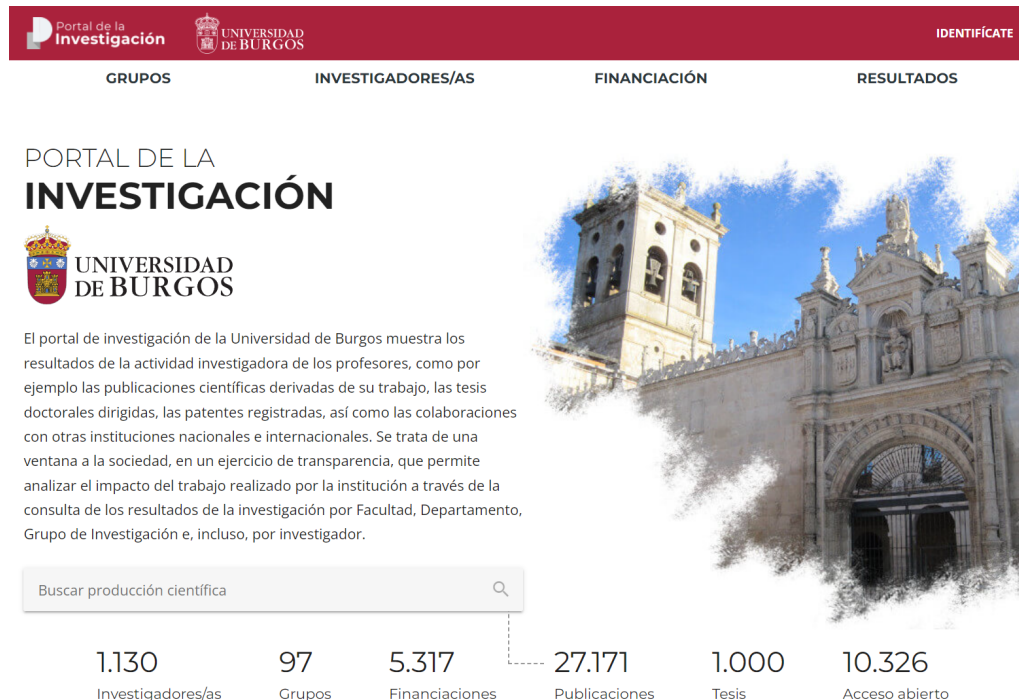 Portal de la
Investigación
UNIVERSIDAD
DE BURGOS
IDENTIFÍCATE
GRUPOS INVESTIGADORES/AS FINANCIACIÓN RESULTADOS
PORTAL DE LA
INVESTIGACIÓN
UNIVERSIDAD
DE BURGOS
El portal de investigación de la Universidad de Burgos muestra los
resultados de la actividad investigadora de los profesores, como por
ejemplo las publicaciones científicas derivadas de su trabajo, las tesis
doctorales dirigidas, las patentes registradas, así como las colaboraciones
con otras instituciones nacionales e internacionales. Se trata de una
ventana a la sociedad, en un ejercicio de transparencia, que permite
analizar el impacto del trabajo realizado por la institución a través de la
consulta de los resultados de la investigación por Facultad, Departamento,
Grupo de Investigación e, incluso, por investigador.
Buscar producción científica
1.130 97 5.317 27.171 1.000 10.326
Investigadores/as Grupos Financiaciones Publicaciones Tesis Acceso abierto